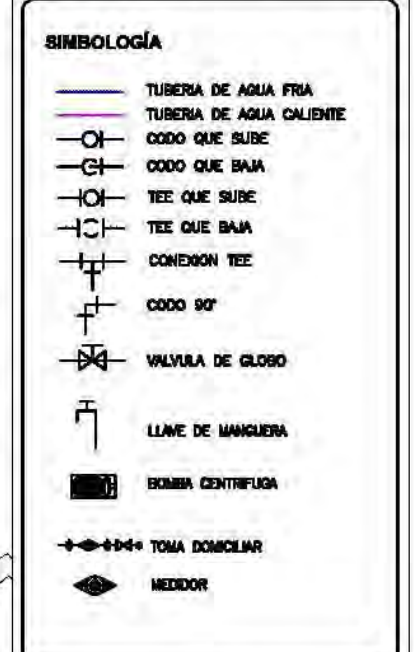 SIMBOLOGÍA
TUBERIA DE AGUA FRIA
TUBERIA DE AGUA CALIENTE
CODO QUE SUBE
CODO QUE BAJA
TEE QUE SUBE
TEE QUE BAJA
CONEXION TEE
CODO 90°
VALVULA DE GLOBO
LLAVE DE MANGUERA
BOMBA CENTRIFUGA
TOMA DOMICILIAR
MEDIDOR